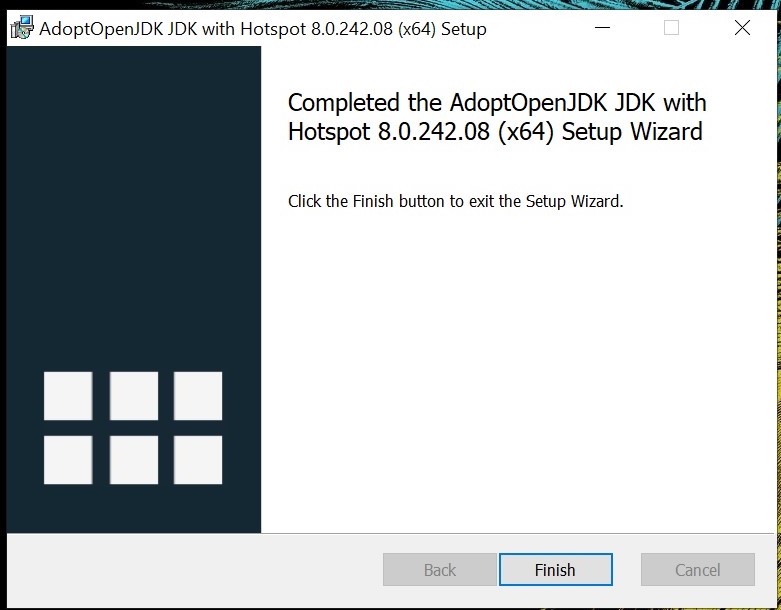 AdoptOpenJDK JDK with Hotspot 8.0.242.08 (x64) Setup
Completed the AdoptOpenJDK JDK with
Hotspot 8.0.242.08 (x64) Setup Wizard
Click the Finish button to exit the Setup Wizard.
Back
Finish
Cancel